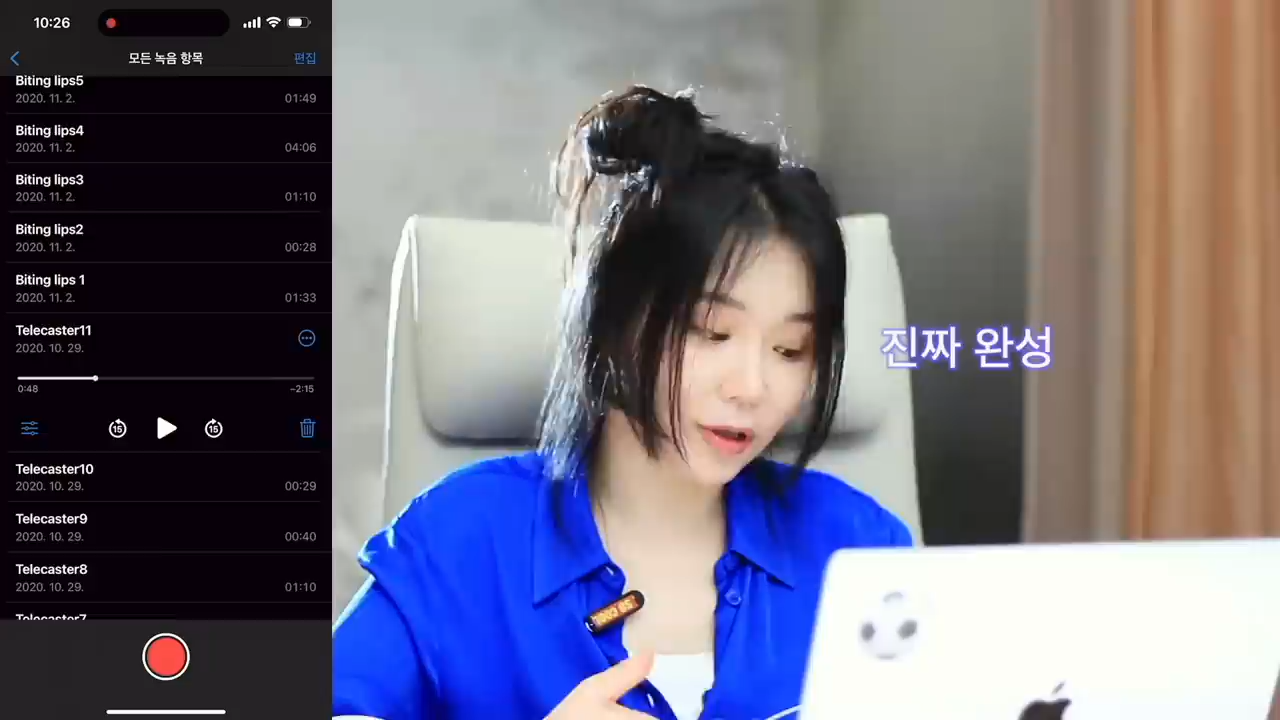 10:26
모든 녹음 항목
편집
Biting lips5
2020. 11. 2.
01:49
Biting lips4
2020. 11. 2.
04:06
Biting lips3
2020. 11. 2.
01:10
Biting lips2
2020. 11. 2.
00:28
Biting lips 1
2020. 11. 2.
01:33
Telecaster11
2020. 10. 29.
0:48
−2:15
15
15
Telecaster10
2020. 10. 29.
00:29
Telecaster9
2020. 10. 29.
00:40
Telecaster8
2020. 10. 29.
01:10
Telecaster7
진짜 완성